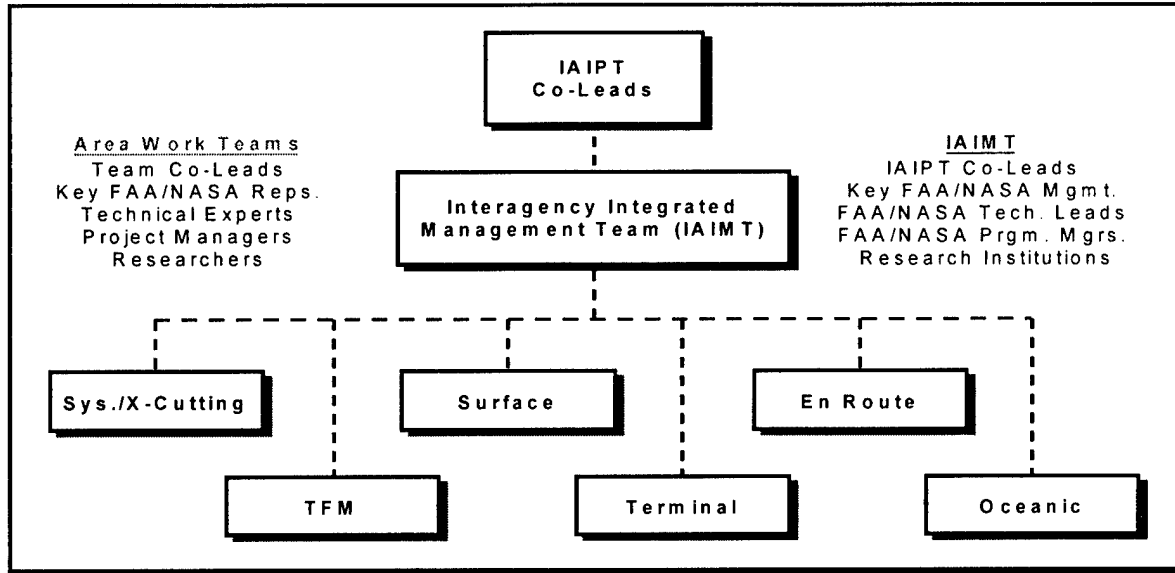 IAIPT
Co-Leads
Area Work Teams
Team Co-Leads
Key FAA/NASA Reps.
Technical Experts
Project Managers
Researchers
Interagency Integrated
Management Team (IAIMT)
IAIMT
IAIPT Co-Leads
Key FAA/NASA Mgmt.
FAA/NASA Tech. Leads
FAA/NASA Prgm. Mgrs.
Research Institutions
Sys./X-Cutting
Surface
En Route
TFM
Terminal
Oceanic